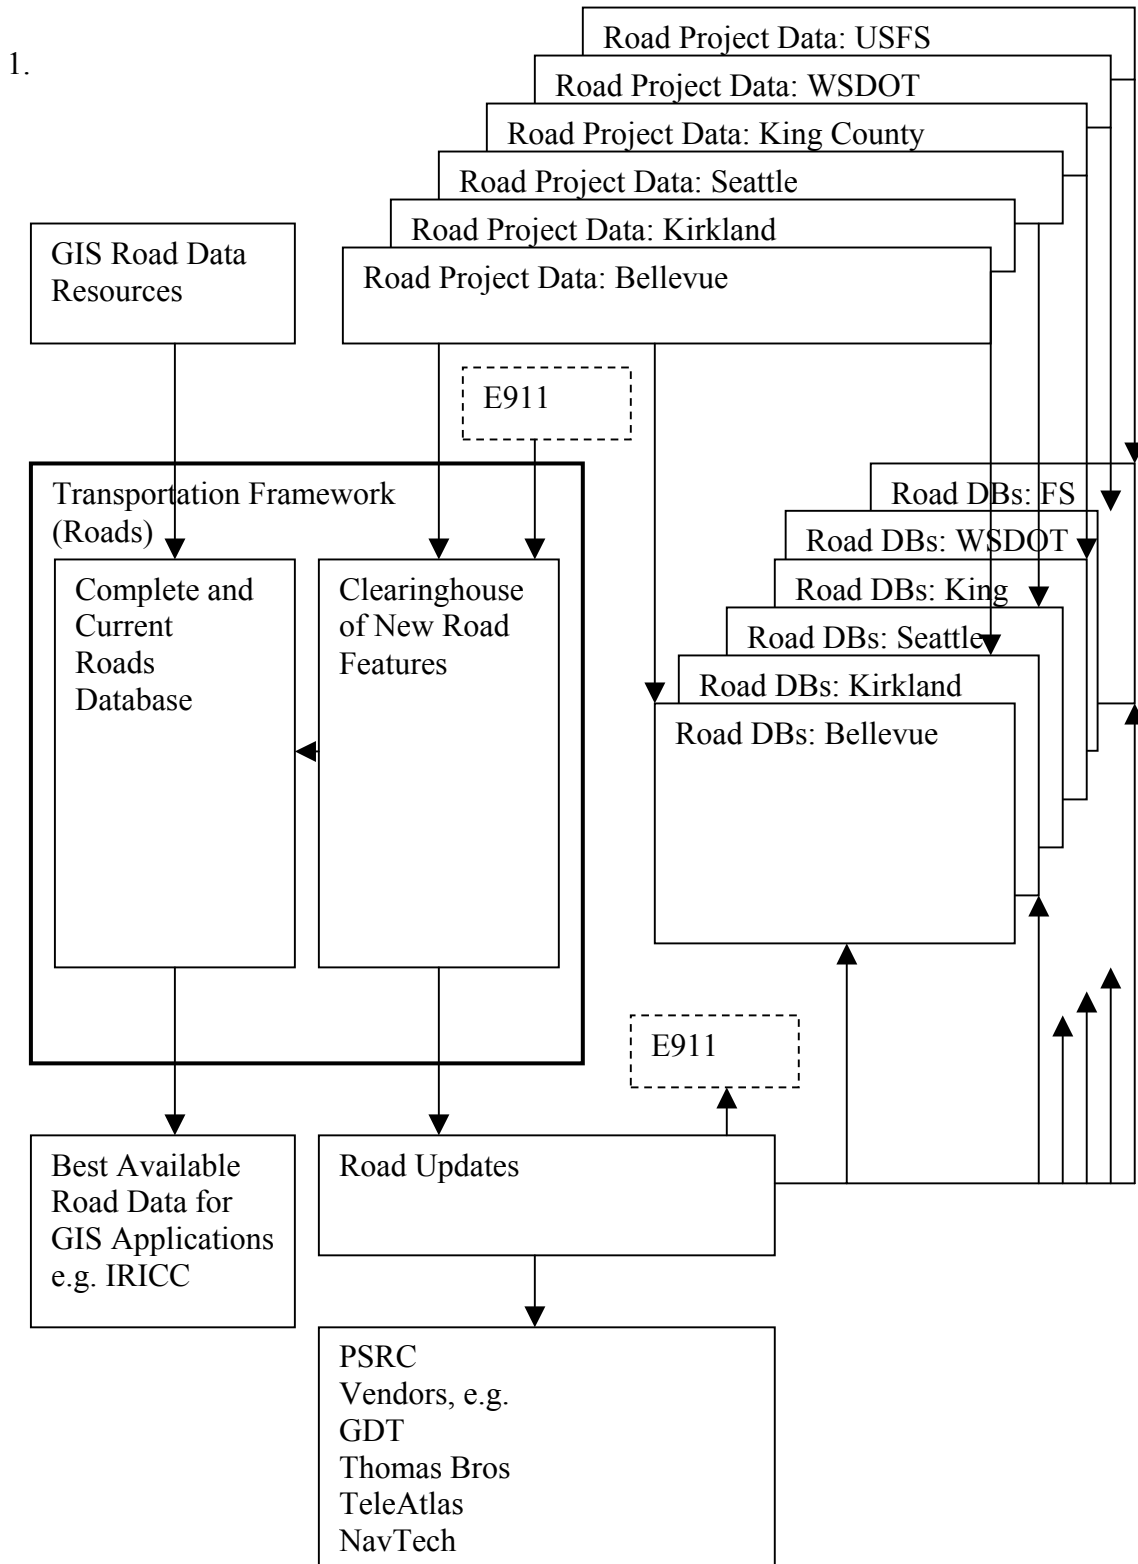 1.
Road Project Data: USFS
Road Project Data: WSDOT
Road Project Data: King County
Road Project Data: Seattle
Road Project Data: Kirkland
Road Project Data: Bellevue
GIS Road Data
Resources
E911
Transportation Framework
(Roads)
Complete and
Current
Roads
Database
Clearinghouse
of New Road
Features
Road DBs: FS
Road DBs: WSDOT
Road DBs: King
Road DBs: Seattle
Road DBs: Kirkland
Road DBs: Bellevue
E911
Best Available
Road Data for
GIS Applications
e.g. IRICC
Road Updates
PSRC
Vendors, e.g.
GDT
Thomas Bros
TeleAtlas
NavTech